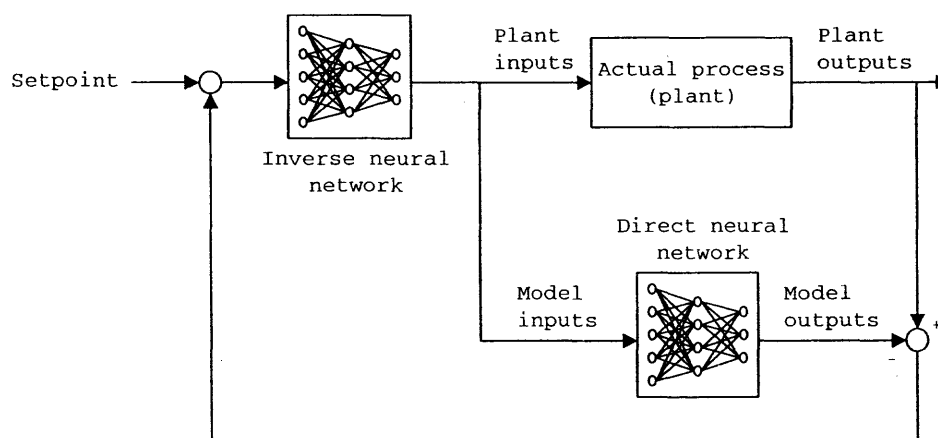 Setpoint
Inverse neural
network
Plant
inputs
Actual process
(plant)
Plant
outputs
Direct neural
network
Model
inputs
Model
outputs
+
-